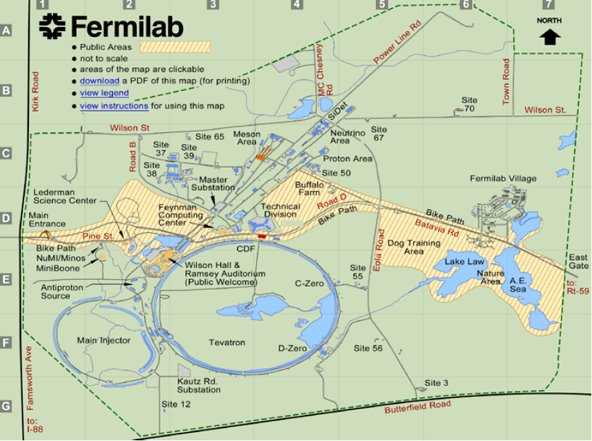 1 2 3 4 5 6 7
A
B
C
D
E
F
G
Fermilab
• Public Areas
• not to scale
• areas of the map are clickable
• download a PDF of this map (for printing)
• view legend
• view instructions for using this map
NORTH
Kirk Road
Power Line Rd
MC Chesney Rd
Town Road
SiDet
Site 70
Wilson St.
Wilson St
Site 65
Meson Area
Neutrino Area
Site 67
Road B
Site 37
Site 39
Site 38
Proton Area
Site 50
Master Substation
Buffalo Farm
Fermilab Village
Lederman Science Center
Feynman Computing Center
Technical Division
Road D
Bike Path
Bike Path
Batavia Rd
Main Entrance
Pine St.
CDF
Dog Training Area
Eola Road
Bike Path
NuMI/Minos
MiniBoone
Wilson Hall &
Ramsey Auditorium
(Public Welcome)
Lake Law
Nature Area
A.E. Sea
East Gate
to:
Rt-59
Antiproton Source
C-Zero
Site 55
Main Injector
Tevatron
D-Zero
Site 56
Kautz Rd.
Substation
Site 3
Site 12
Farnsworth Ave
to:
I-88
Butterfield Road